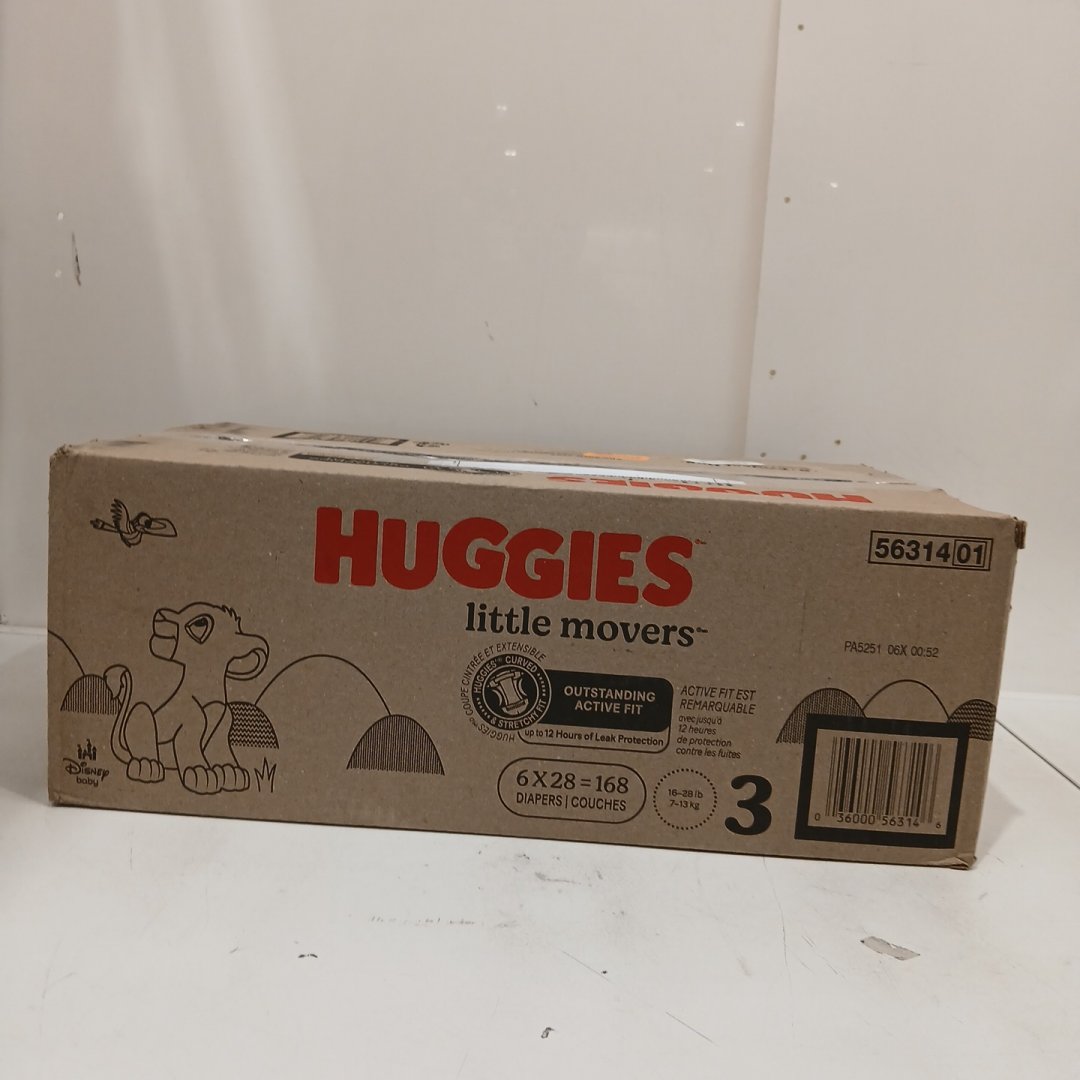 HUGGIES
HUGGIES
56314 01
little movers
PA5251 06X 00:52
HUGGIES® CURVED & STRETCHY FIT
HUGGIES MD COUPE CINTRÉE ET EXTENSIBLE
OUTSTANDING
ACTIVE FIT
up to 12 Hours of Leak Protection
ACTIVE FIT EST
REMARQUABLE
avec jusqu'à
12 heures
de protection
contre les fuites
Disney
baby
6 X 28 = 168
DIAPERS | COUCHES
16–28 lb
7–13 kg
3
0 36000 56314 6